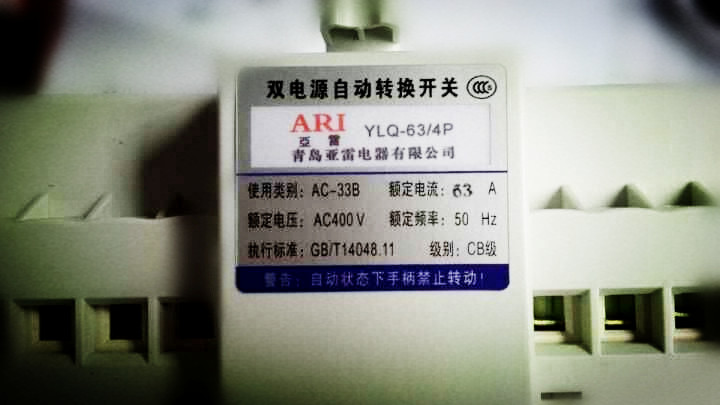 双电源自动转换开关 CCC
ARI YLQ-63/4P
亞雷
青岛亚雷电器有限公司
使用类别: AC-33B 额定电流: 63 A
额定电压: AC400V 额定频率: 50 Hz
执行标准: GB/T14048.11 级别: CB级
警告: 自动状态下手柄禁止转动!